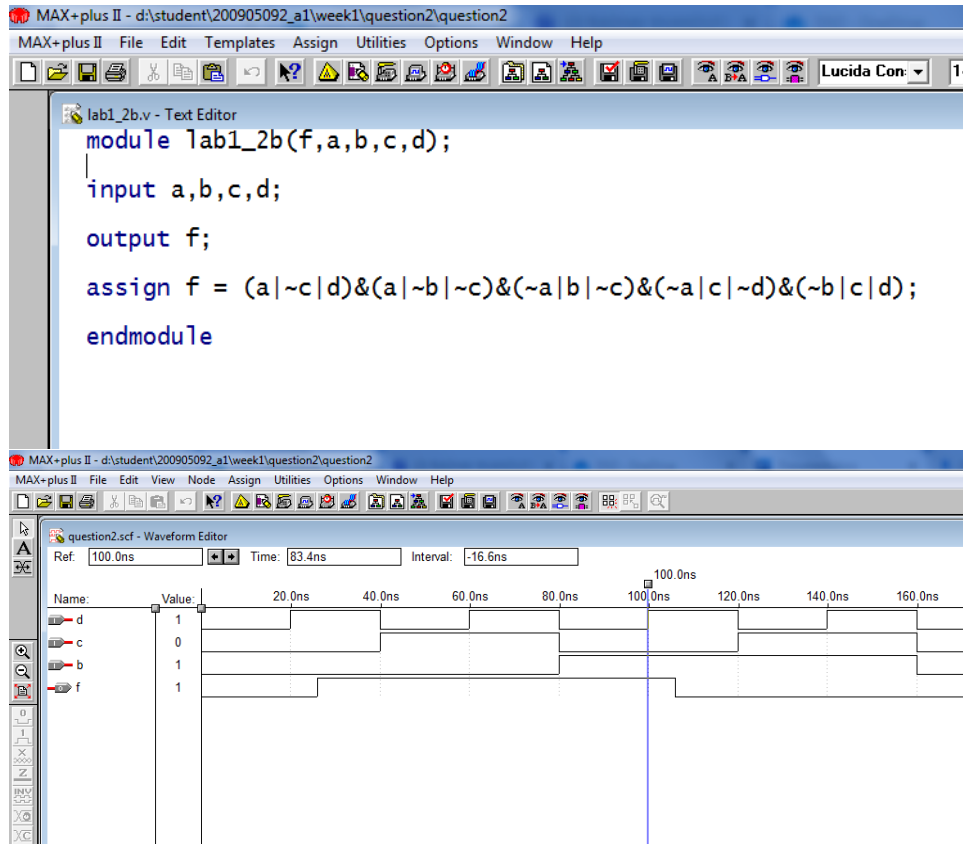 MAX+plus II - d:\student\200905092_a1\week1\question2\question2
MAX+plus II File Edit Templates Assign Utilities Options Window Help
Lucida Con:
lab1_2b.v - Text Editor
module lab1_2b(f,a,b,c,d);
input a,b,c,d;
output f;
assign f = (a|~c|d)&(a|~b|~c)&(~a|b|~c)&(~a|c|~d)&(~b|c|d);
endmodule
MAX+plus II - d:\student\200905092_a1\week1\question2\question2
MAX+plus II File Edit View Node Assign Utilities Options Window Help
question2.scf - Waveform Editor
Ref: 100.0ns Time: 83.4ns Interval: -16.6ns
100.0ns
Name: Value: 20.0ns 40.0ns 60.0ns 80.0ns 100.0ns 120.0ns 140.0ns 160.0ns
d 1
c 0
b 1
f 1